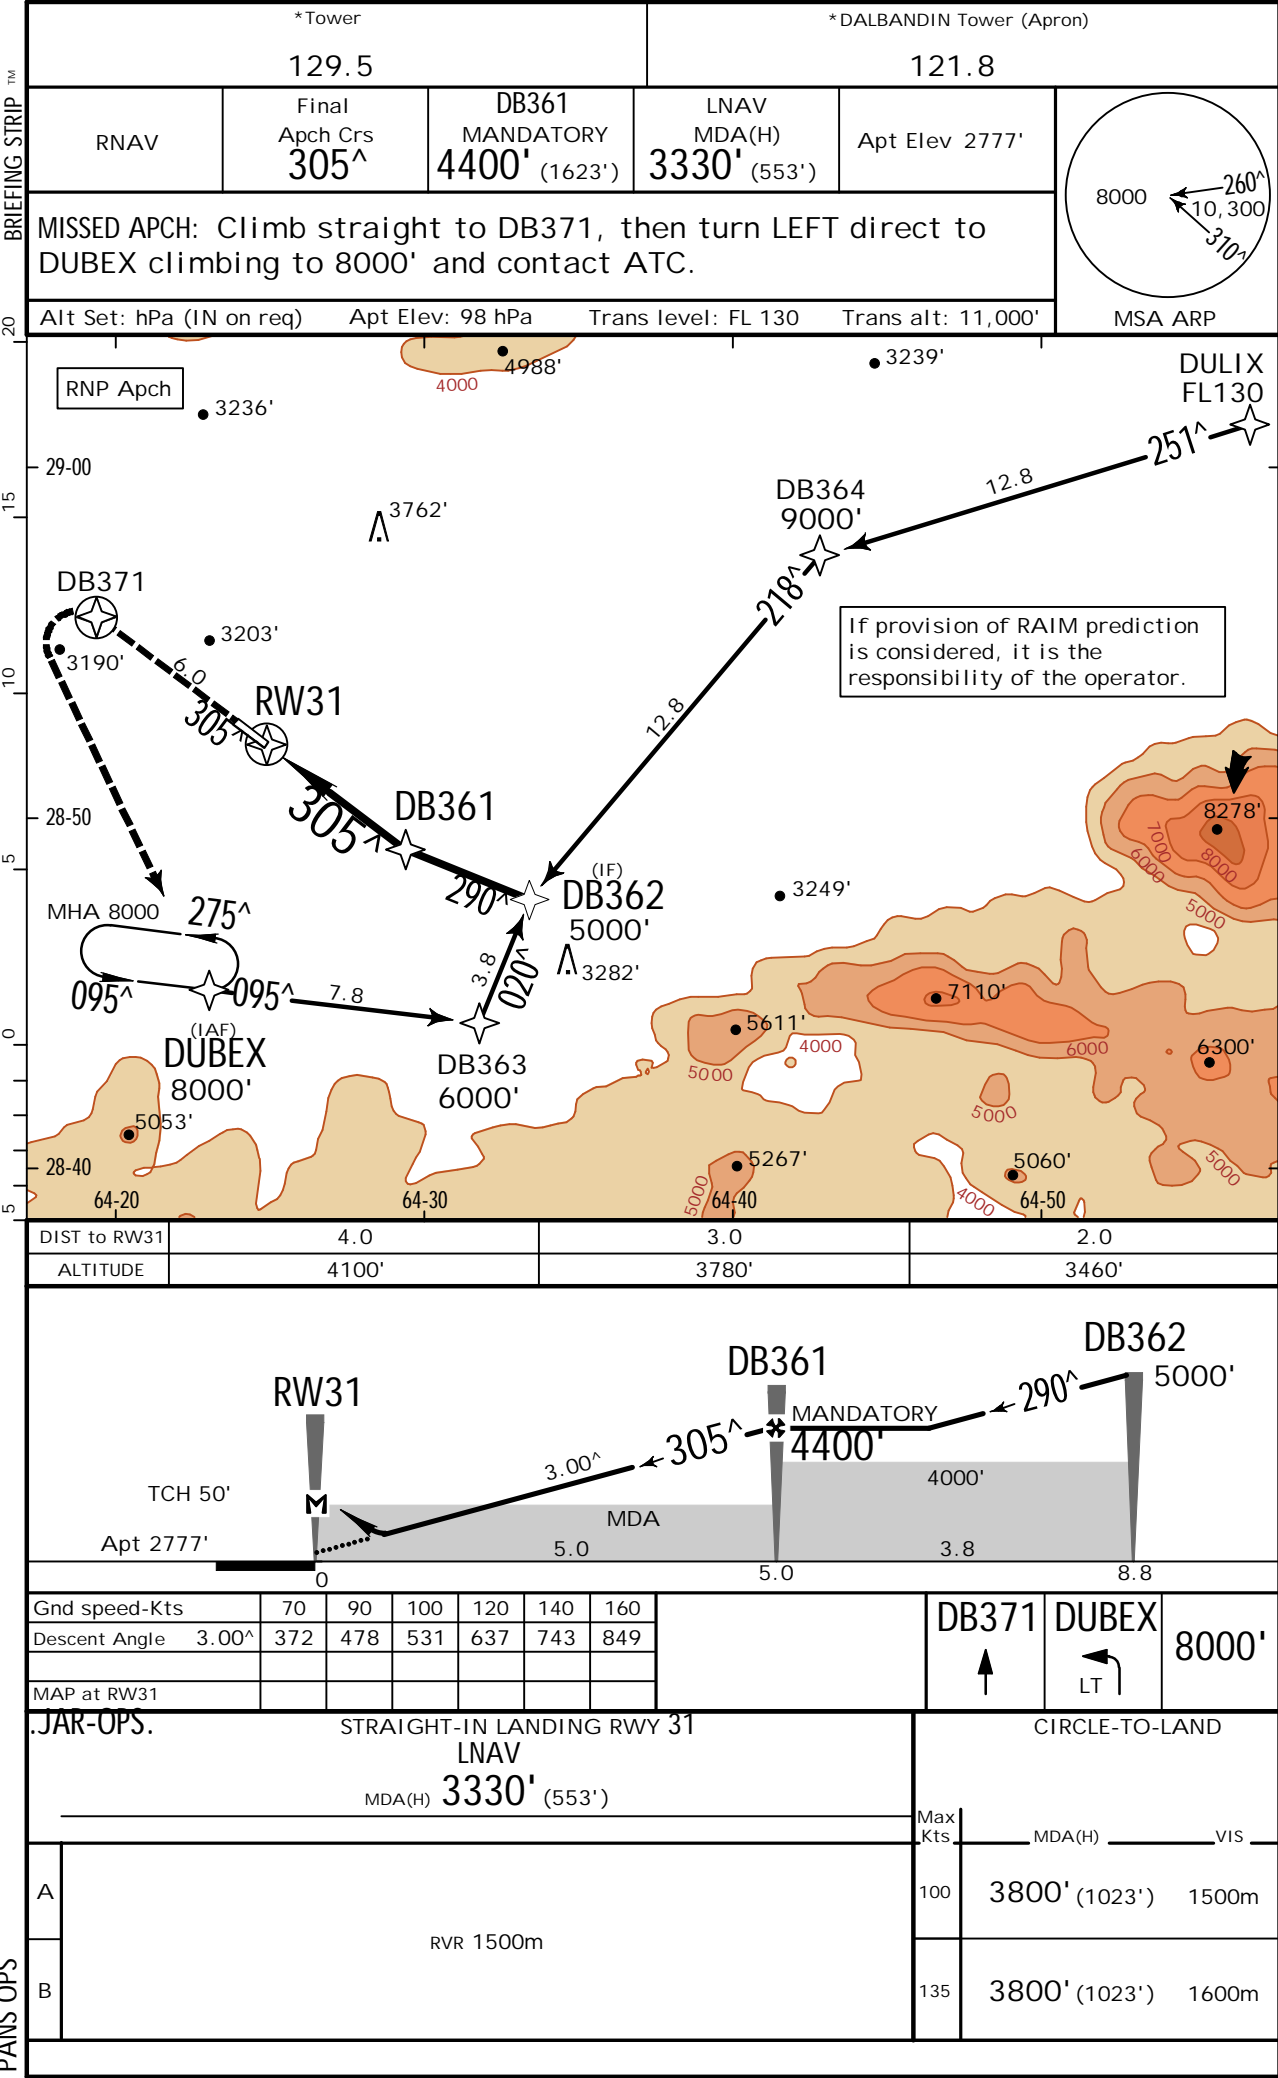 *Tower
129.5
*DALBANDIN Tower (Apron)
121.8
BRIEFING STRIP ™
RNAV
Final
Apch Crs
305^
DB361
MANDATORY
4400' (1623')
LNAV
MDA(H)
3330' (553')
Apt Elev 2777'
8000
260^
10,300
310^
MSA ARP
MISSED APCH: Climb straight to DB371, then turn LEFT direct to
DUBEX climbing to 8000' and contact ATC.
Alt Set: hPa (IN on req) Apt Elev: 98 hPa Trans level: FL 130 Trans alt: 11,000'
20
15
10
5
0
5
RNP Apch
3236'
4988'
4000
3239'
DULIX
FL130
251^
12.8
29-00
DB364
9000'
218^
3762'
DB371
3203'
3190'
6.0
305^
RW31
If provision of RAIM prediction
is considered, it is the
responsibility of the operator.
12.8
28-50
305^
DB361
290^
(IF)
DB362
5000'
3249'
3282'
8278'
7000
6000
8000
5000
MHA 8000
275^
095^
095^
7.8
3.8
020^
(IAF)
DUBEX
8000'
DB363
6000'
7110'
5611'
5000
4000
6000
6300'
5053'
5000
5267'
5060'
5000
5000
4000
28-40
64-20
64-30
64-40
64-50
DIST to RW31 4.0 3.0 2.0
ALTITUDE 4100' 3780' 3460'
DB362
5000'
DB361
RW31
290^
MANDATORY
4400'
305^
3.00^
4000'
TCH 50'
M
MDA
Apt 2777'
5.0
3.8
0
5.0
8.8
Gnd speed-Kts 70 90 100 120 140 160
Descent Angle 3.00^ 372 478 531 637 743 849
MAP at RW31
DB371
DUBEX
LT
8000'
.JAR-OPS.
STRAIGHT-IN LANDING RWY 31
LNAV
MDA(H) 3330' (553')
CIRCLE-TO-LAND
Max
Kts
MDA(H) VIS
A
RVR 1500m
B
100 3800' (1023') 1500m
135 3800' (1023') 1600m
PANS OPS